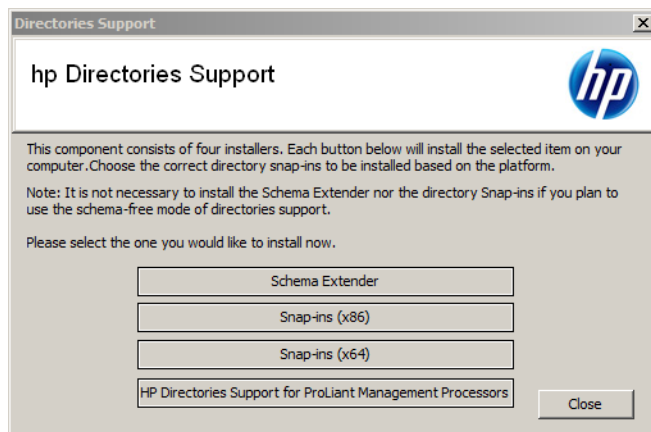 Directories Support
hp Directories Support
hp
This component consists of four installers. Each button below will install the selected item on your
computer.Choose the correct directory snap-ins to be installed based on the platform.
Note: It is not necessary to install the Schema Extender nor the directory Snap-ins if you plan to
use the schema-free mode of directories support.
Please select the one you would like to install now.
Schema Extender
Snap-ins (x86)
Snap-ins (x64)
HP Directories Support for ProLiant Management Processors
Close